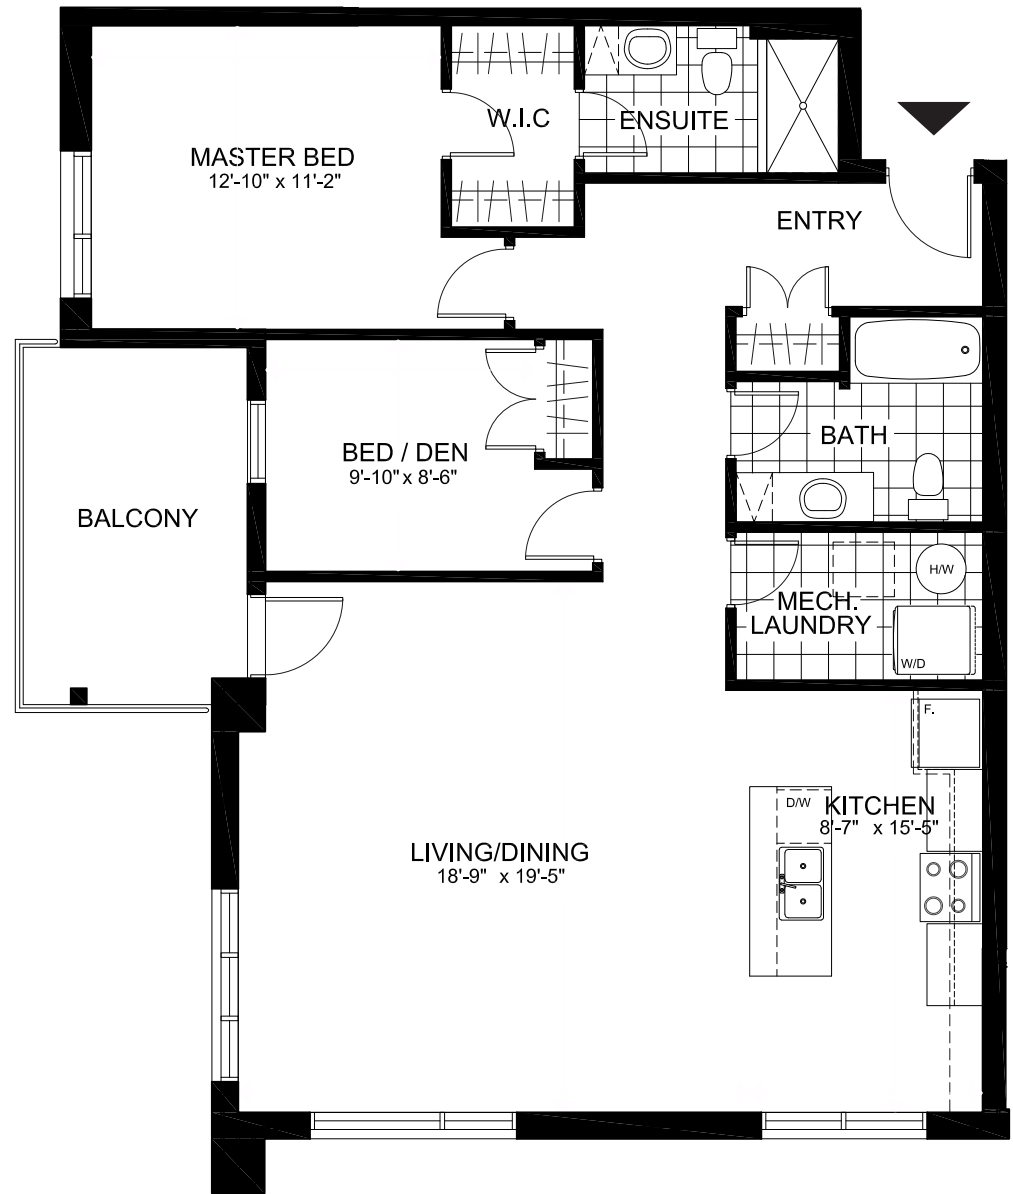 W.I.C
ENSUITE
MASTER BED
12'-10" x 11'-2"
ENTRY
BED / DEN
9'-10" x 8'-6"
BATH
BALCONY
H/W
MECH.
LAUNDRY
W/D
F.
D/W
KITCHEN
8'-7" x 15'-5"
LIVING/DINING
18'-9" x 19'-5"